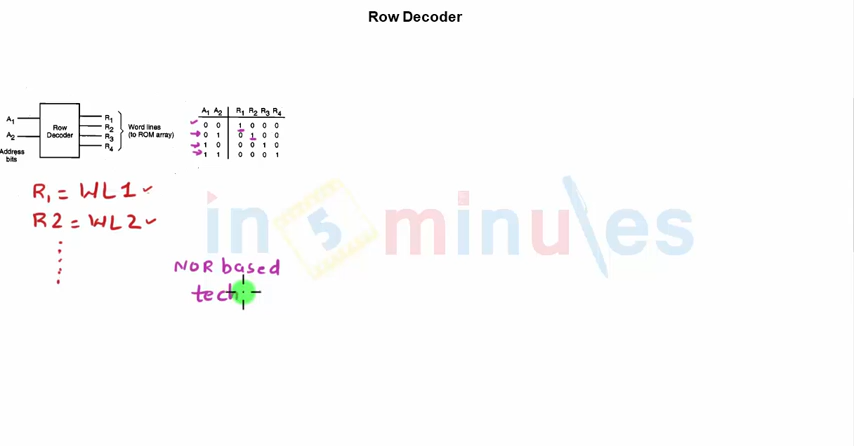 Row Decoder
A1
A2
Address
bits
Row
Decoder
R1
R2
R3
R4
Word lines
(to ROM array)
A1 A2 R1 R2 R3 R4
0 0 1 0 0 0
0 1 0 1 0 0
1 0 0 0 1 0
1 1 0 0 0 1
R1 = WL1
R2 = WL2
in 5 minutes
NOR based
tech